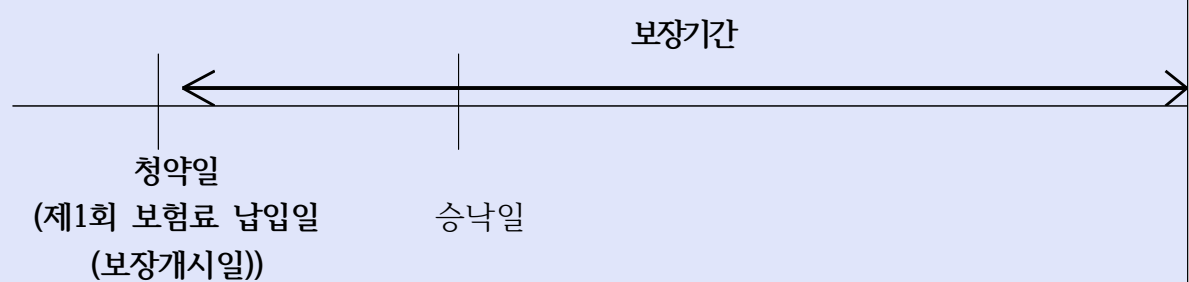 보장기간
청약일
(제1회 보험료 납입일
(보장개시일))
승낙일